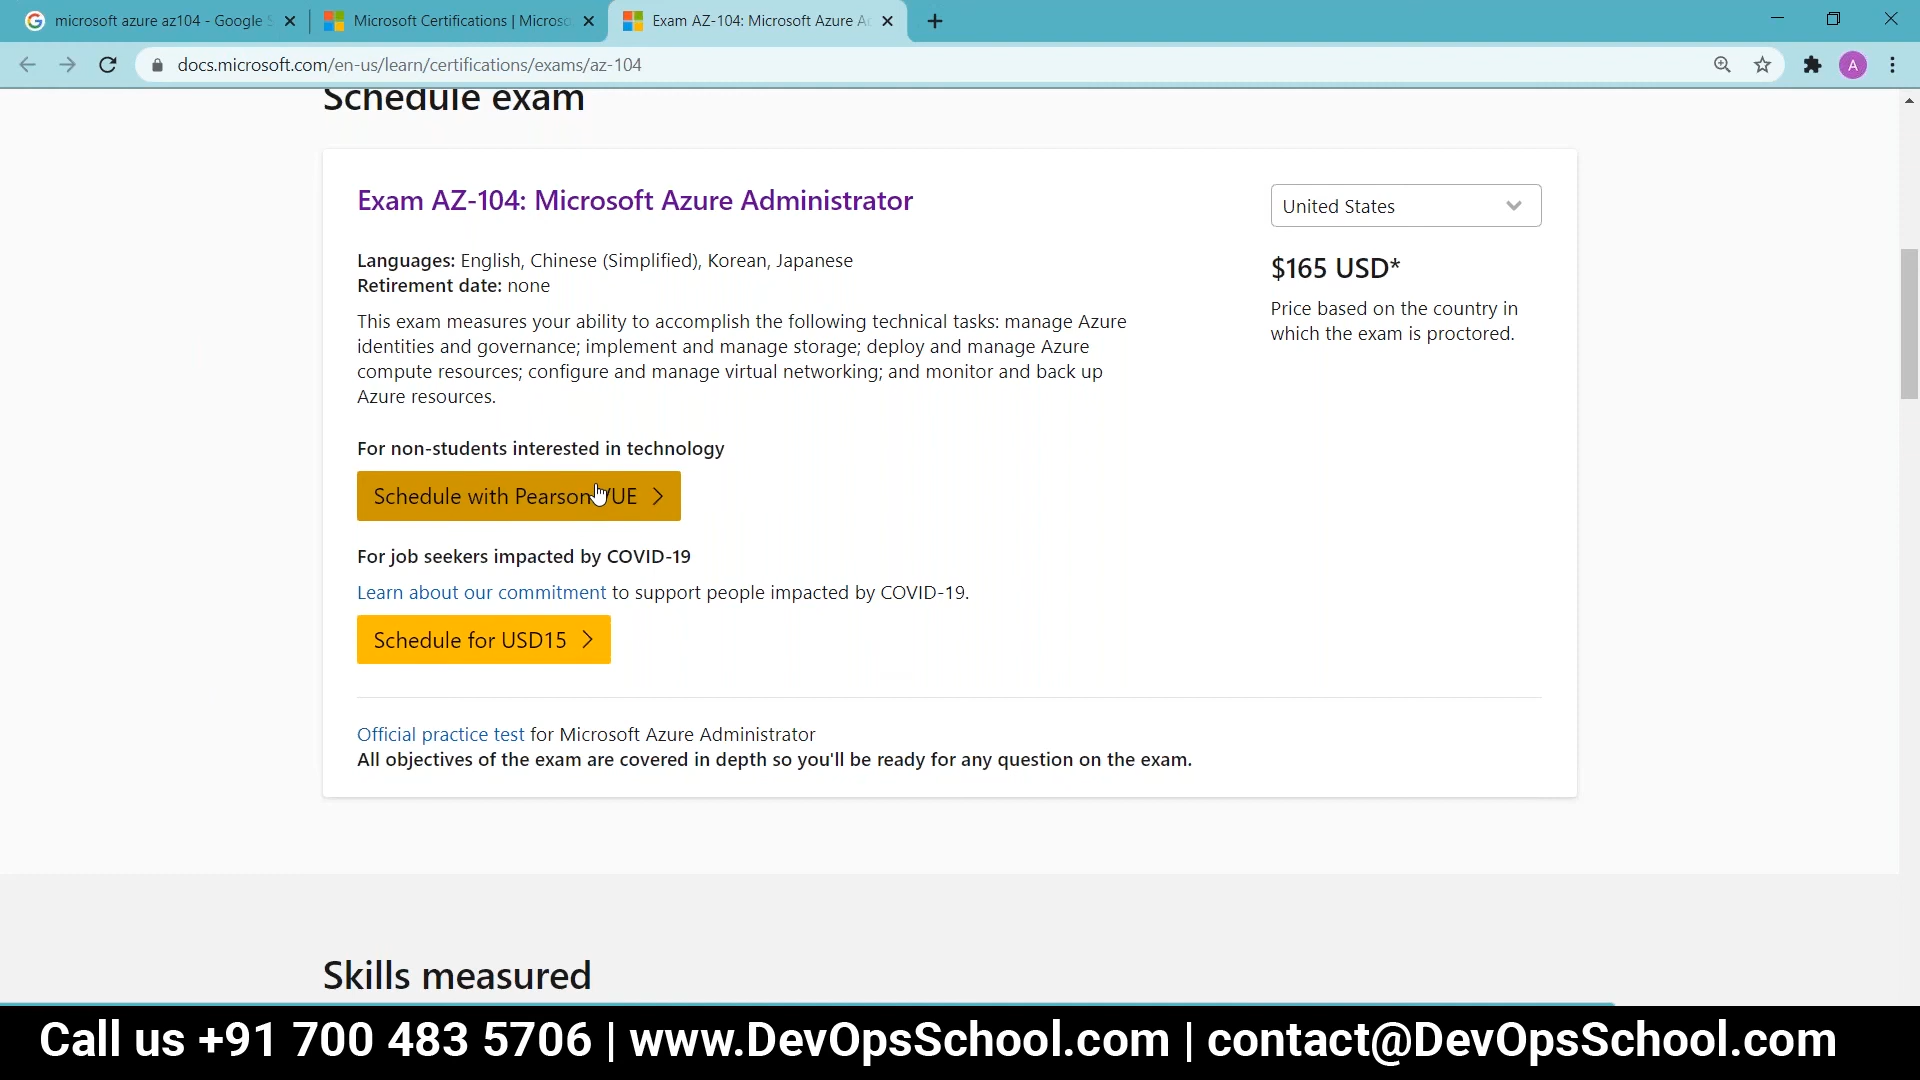 microsoft azure az104 - Google S
Microsoft Certifications | Microso
Exam AZ-104: Microsoft Azure A
docs.microsoft.com/en-us/learn/certifications/exams/az-104
A
Schedule exam
Exam AZ-104: Microsoft Azure Administrator
United States
Languages: English, Chinese (Simplified), Korean, Japanese
Retirement date: none
$165 USD*
Price based on the country in
which the exam is proctored.
This exam measures your ability to accomplish the following technical tasks: manage Azure
identities and governance; implement and manage storage; deploy and manage Azure
compute resources; configure and manage virtual networking; and monitor and back up
Azure resources.
For non-students interested in technology
Schedule with Pearson VUE
For job seekers impacted by COVID-19
Learn about our commitment to support people impacted by COVID-19.
Schedule for USD15
Official practice test for Microsoft Azure Administrator
All objectives of the exam are covered in depth so you'll be ready for any question on the exam.
Skills measured
Call us +91 700 483 5706 | www.DevOpsSchool.com | contact@DevOpsSchool.com